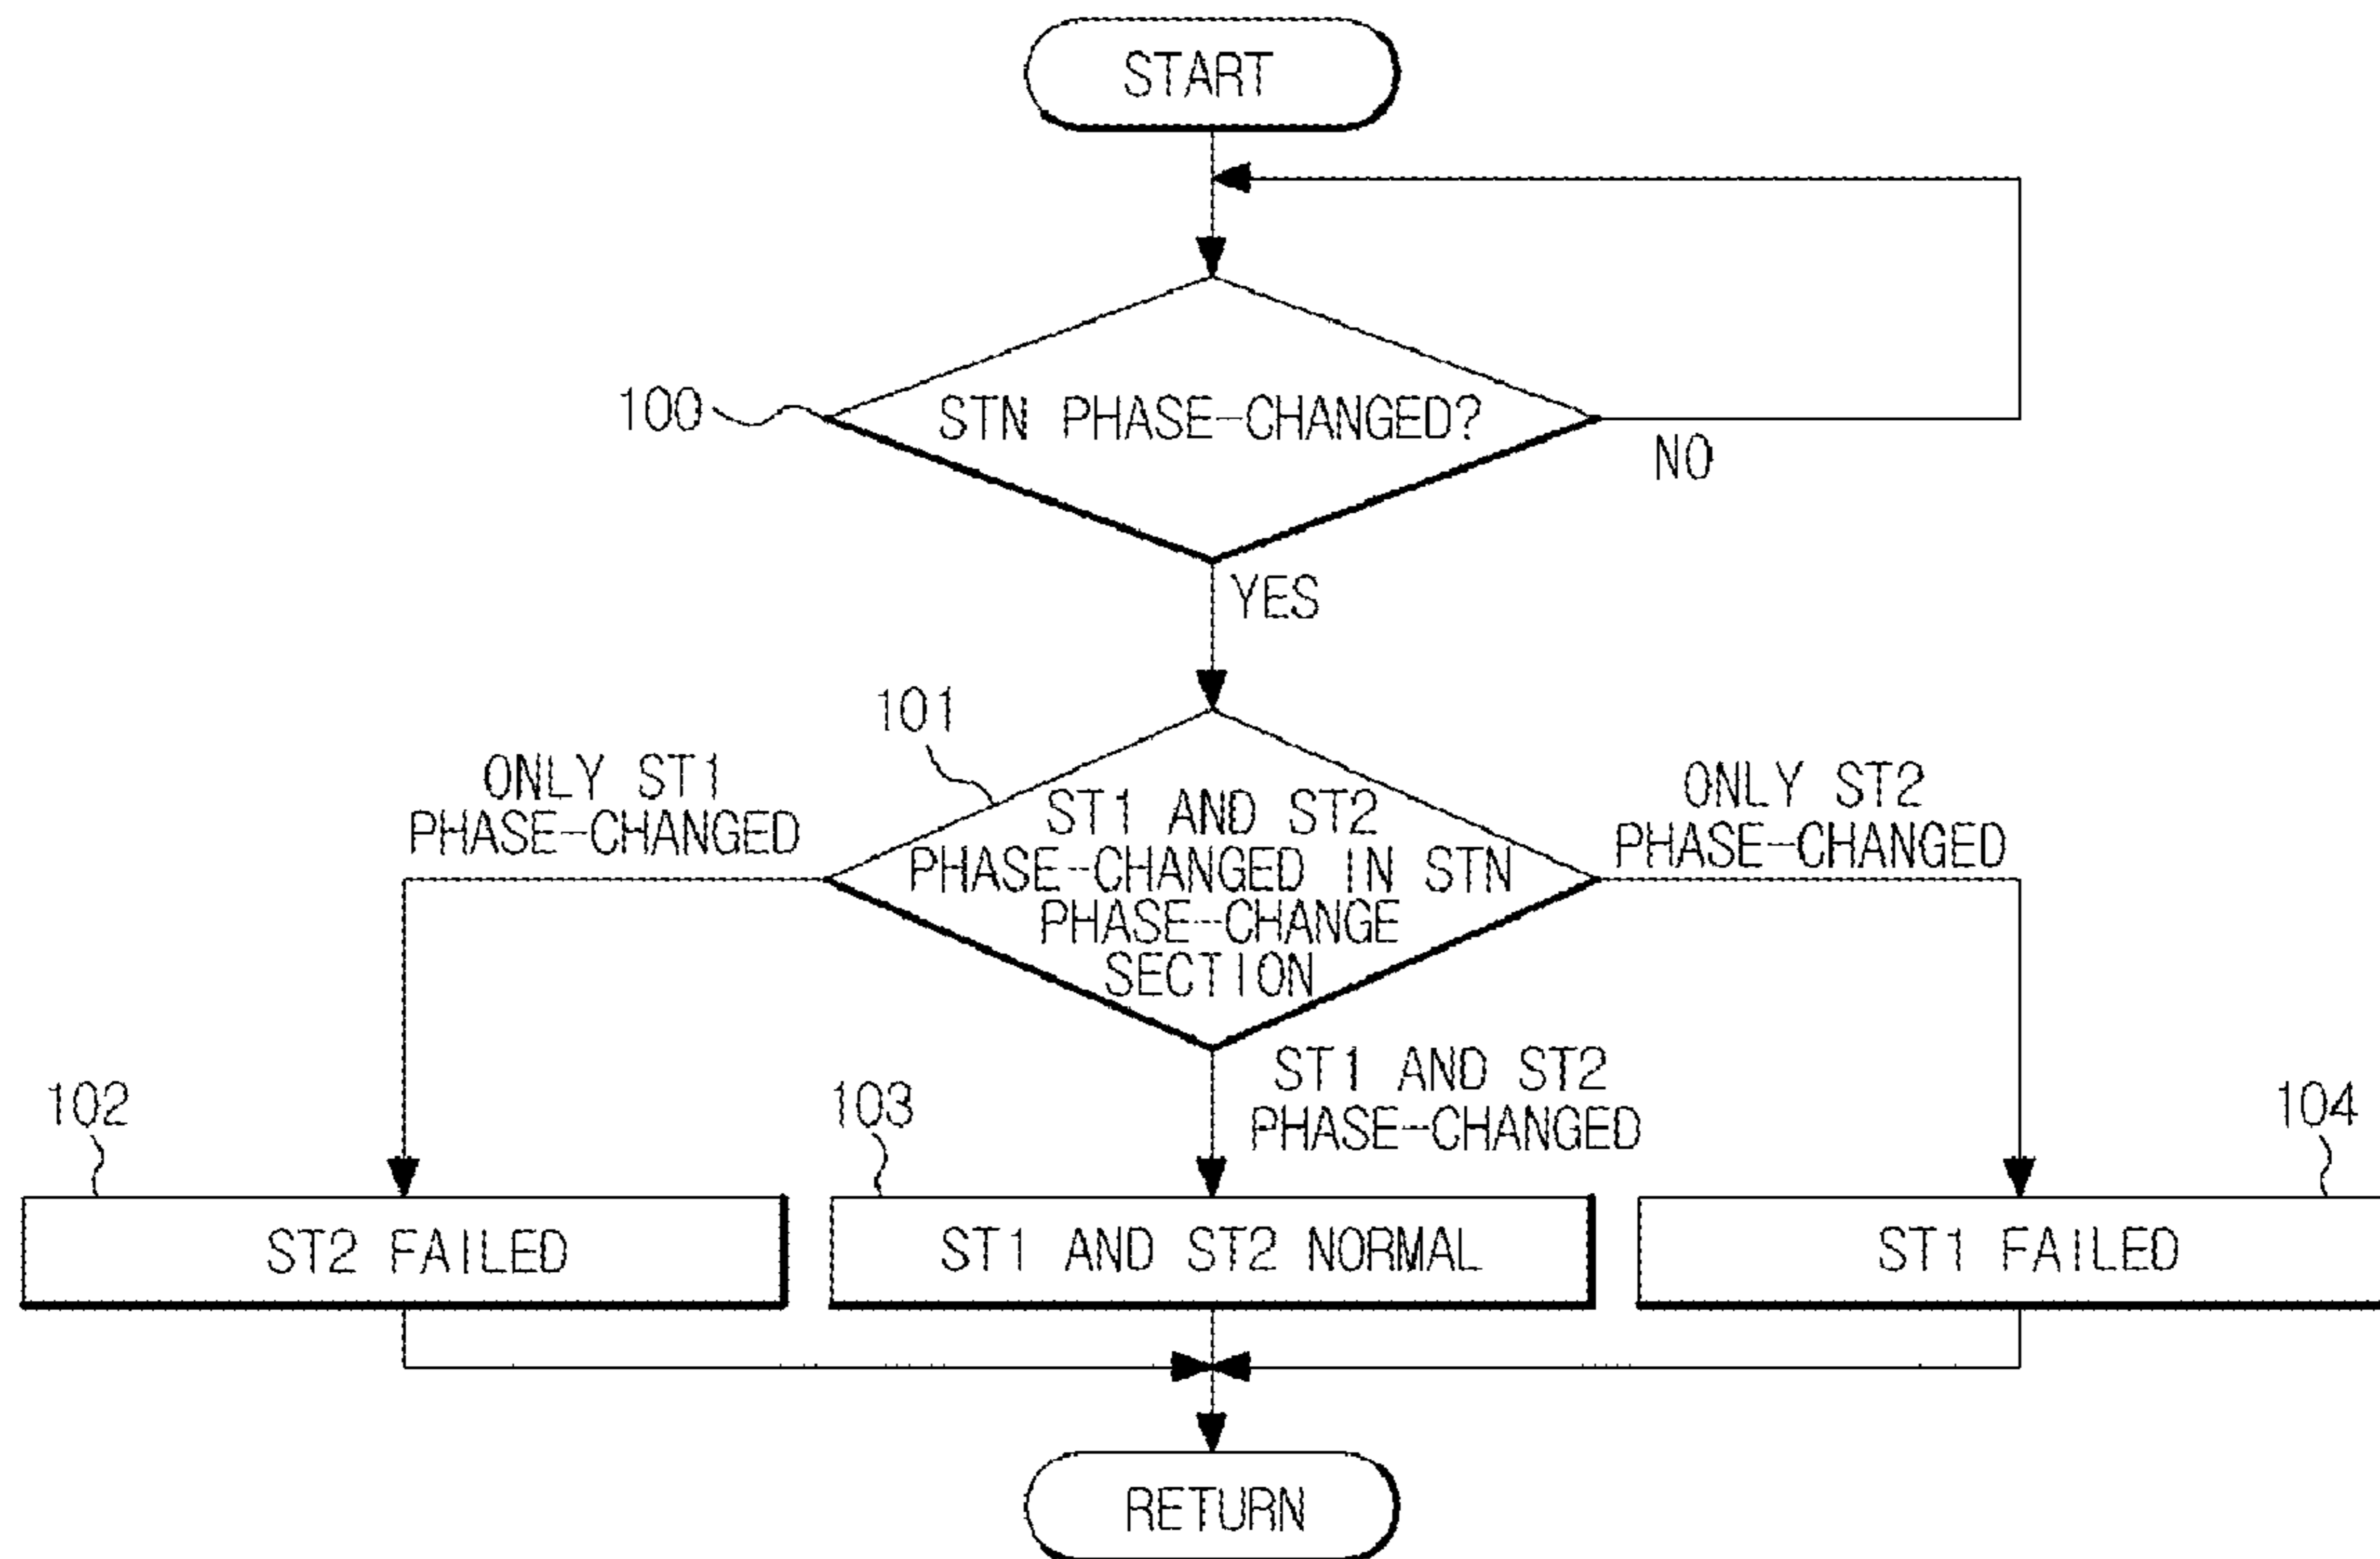 START
100
STN PHASE-CHANGED?
NO
YES
101
ONLY ST1
PHASE-CHANGED
ST1 AND ST2
PHASE-CHANGED IN STN
PHASE-CHANGE
SECTION
ONLY ST2
PHASE-CHANGED
ST1 AND ST2
PHASE-CHANGED
102
103
104
ST2 FAILED
ST1 AND ST2 NORMAL
ST1 FAILED
RETURN